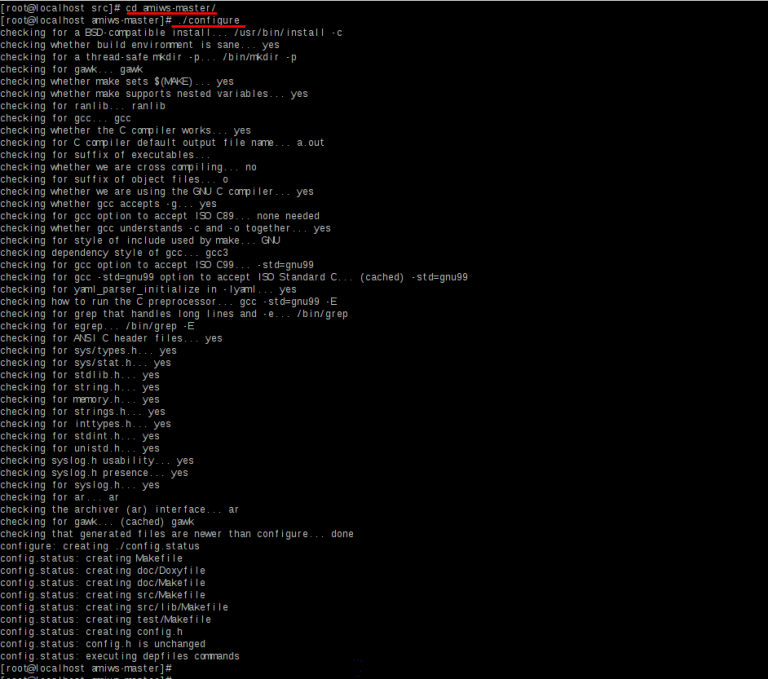 [root@localhost src]# cd amiws-master/
[root@localhost amiws-master]# ./configure
checking for a BSD-compatible install... /usr/bin/install -c
checking whether build environment is sane... yes
checking for a thread-safe mkdir -p... /bin/mkdir -p
checking for gawk... gawk
checking whether make sets $(MAKE)... yes
checking whether make supports nested variables... yes
checking for ranlib... ranlib
checking for gcc... gcc
checking whether the C compiler works... yes
checking for C compiler default output file name... a.out
checking for suffix of executables...
checking whether we are cross compiling... no
checking for suffix of object files... o
checking whether we are using the GNU C compiler... yes
checking whether gcc accepts -g... yes
checking for gcc option to accept ISO C89... none needed
checking whether gcc understands -c and -o together... yes
checking for style of include used by make... GNU
checking dependency style of gcc... gcc3
checking for gcc option to accept ISO C99... -std=gnu99
checking for gcc -std=gnu99 option to accept ISO Standard C... (cached) -std=gnu99
checking for yaml_parser_initialize in -lyaml... yes
checking how to run the C preprocessor... gcc -std=gnu99 -E
checking for grep that handles long lines and -e... /bin/grep
checking for egrep... /bin/grep -E
checking for ANSI C header files... yes
checking for sys/types.h... yes
checking for sys/stat.h... yes
checking for stdlib.h... yes
checking for string.h... yes
checking for memory.h... yes
checking for strings.h... yes
checking for inttypes.h... yes
checking for stdint.h... yes
checking for unistd.h... yes
checking syslog.h usability... yes
checking syslog.h presence... yes
checking for syslog.h... yes
checking for ar... ar
checking the archiver (ar) interface... ar
checking for gawk... (cached) gawk
checking that generated files are newer than configure... done
configure: creating ./config.status
config.status: creating Makefile
config.status: creating doc/Doxyfile
config.status: creating doc/Makefile
config.status: creating src/Makefile
config.status: creating src/lib/Makefile
config.status: creating test/Makefile
config.status: creating config.h
config.status: config.h is unchanged
config.status: executing depfiles commands
[root@localhost amiws-master]#
[root@localhost amiws-master]#